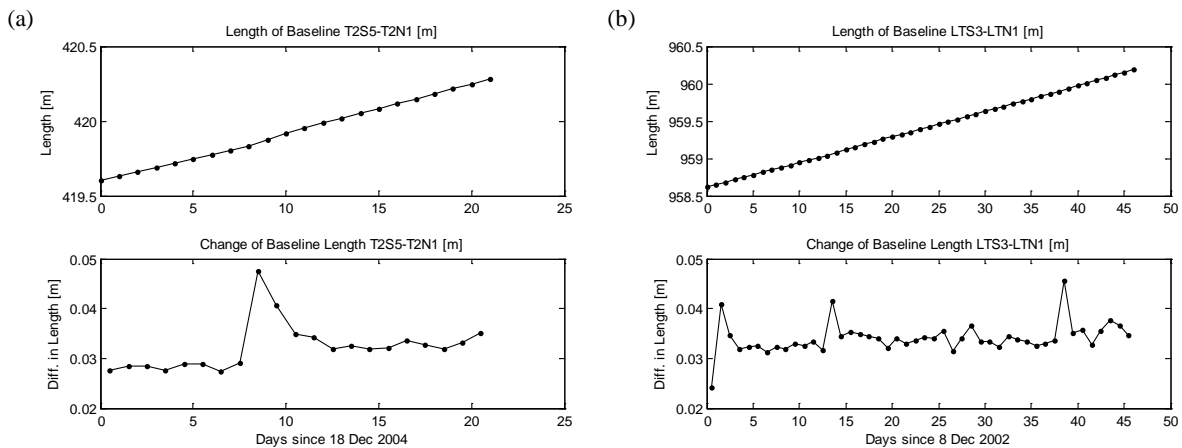 (a)
Length of Baseline T2S5-T2N1 [m]
420.5
420
419.5
Length [m]
0 5 10 15 20 25
Change of Baseline Length T2S5-T2N1 [m]
0.05
0.04
0.03
0.02
Diff. in Length [m]
0 5 10 15 20 25
Days since 18 Dec 2004
(b)
Length of Baseline LTS3-LTN1 [m]
960.5
960
959.5
959
958.5
Length [m]
0 5 10 15 20 25 30 35 40 45 50
Change of Baseline Length LTS3-LTN1 [m]
0.05
0.04
0.03
0.02
Diff. in Length [m]
0 5 10 15 20 25 30 35 40 45 50
Days since 8 Dec 2002